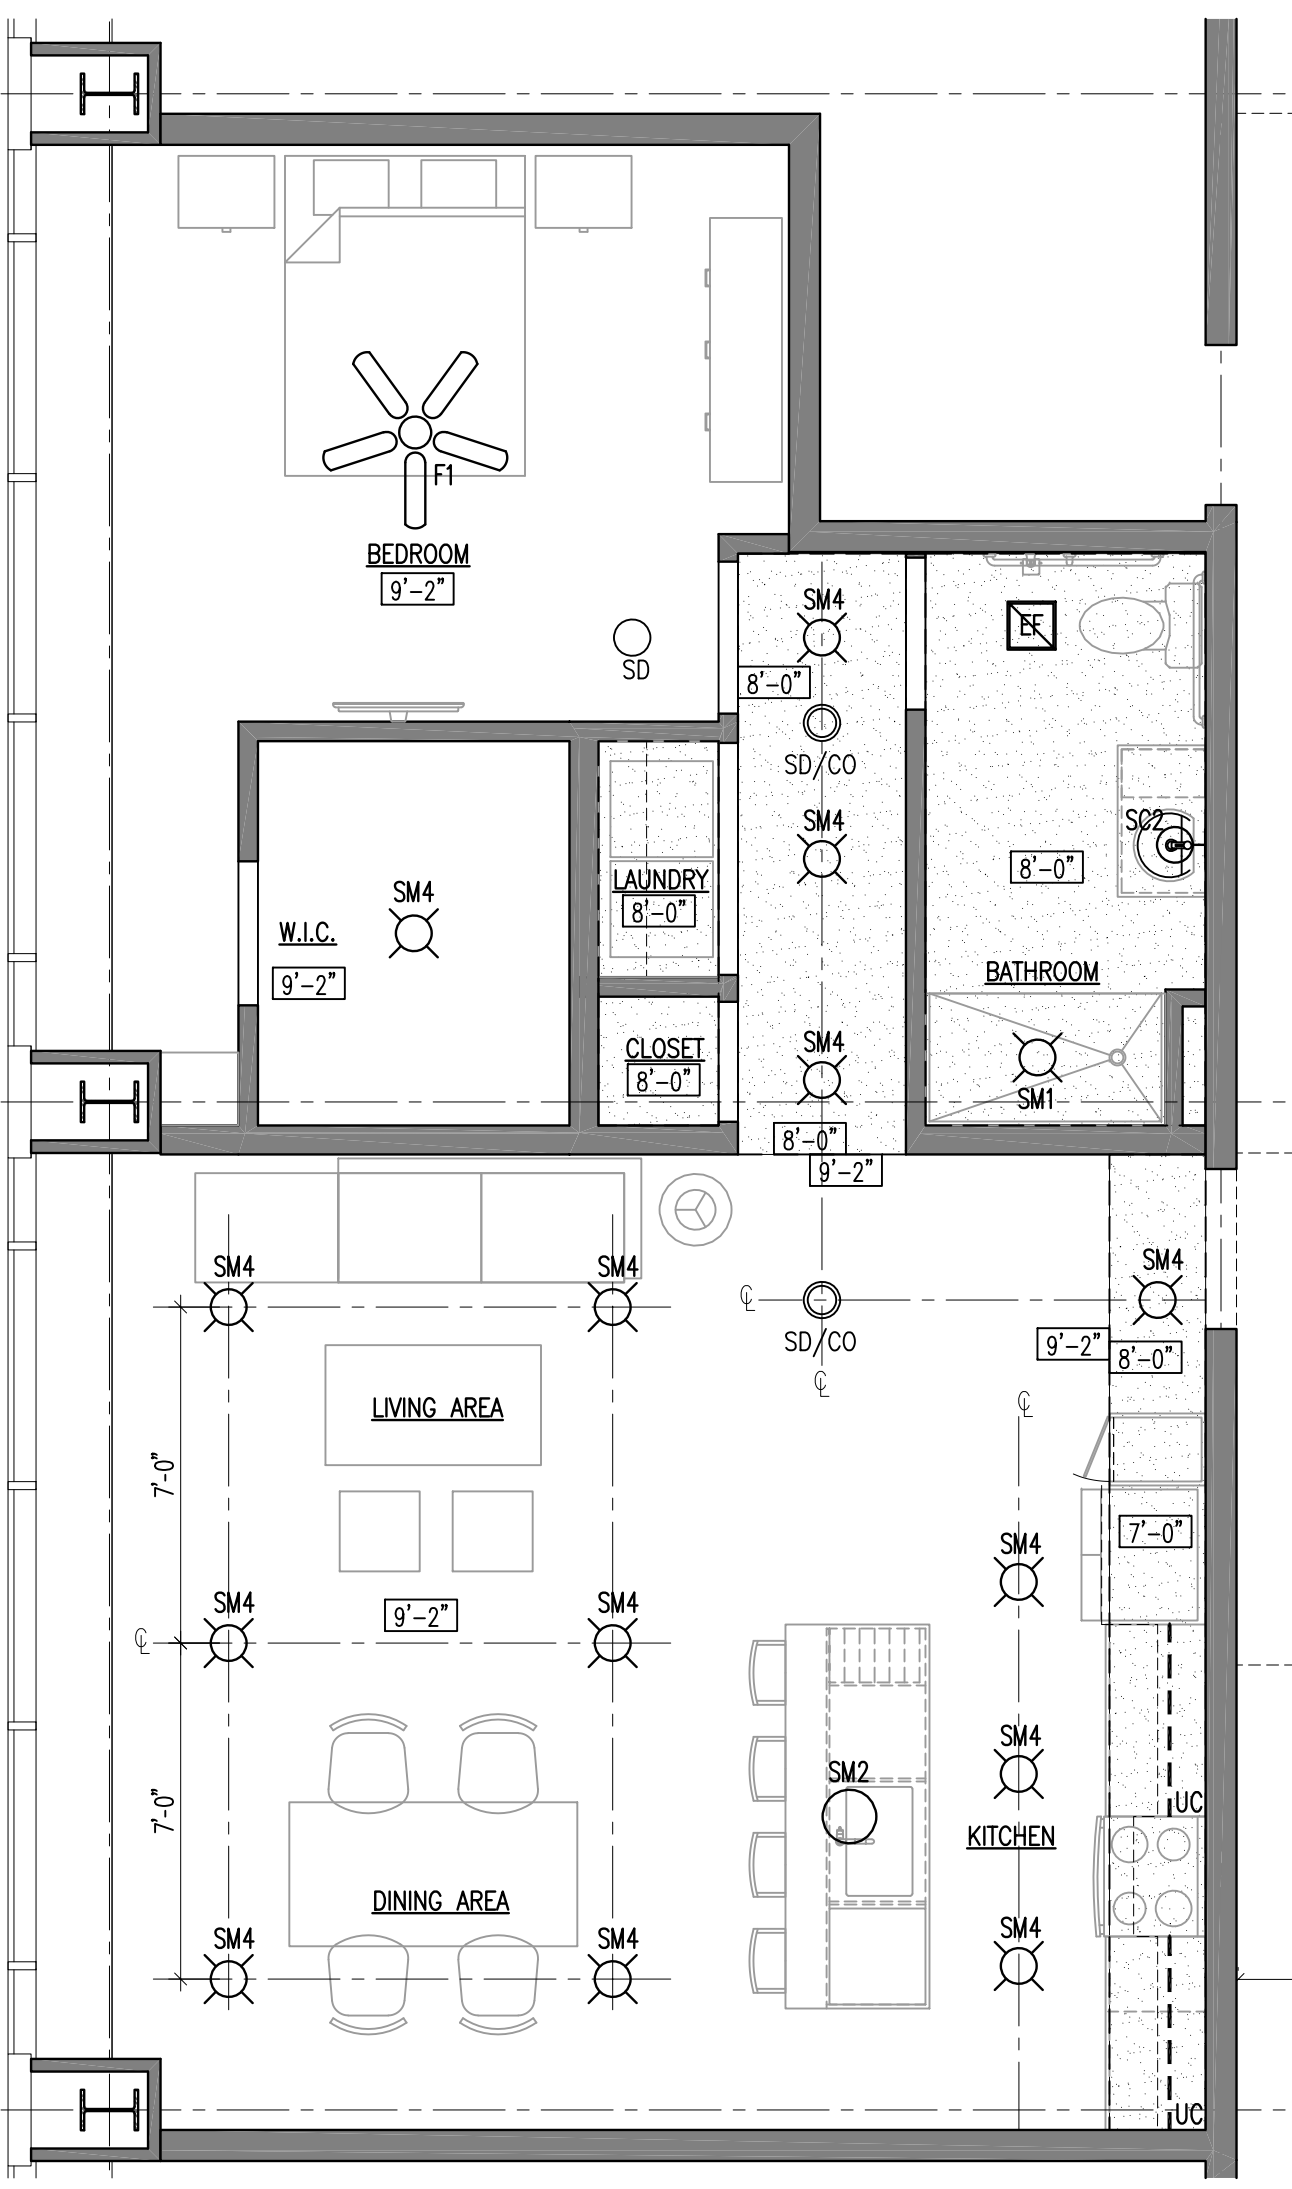 F1
BEDROOM
9'-2"
SM4
EF
SD
8'-0"
SD/CO
SM4
SC2
8'-0"
SM4
LAUNDRY
8'-0"
W.I.C.
9'-2"
BATHROOM
SM4
CLOSET
8'-0"
SM1
8'-0"
9'-2"
SM4
SM4
SM4
℄
SD/CO
9'-2"
8'-0"
℄
℄
LIVING AREA
7'-0"
7'-0"
SM4
SM4
SM4
9'-2"
℄
SM4
SM2
UC
7'-0"
KITCHEN
DINING AREA
SM4
SM4
SM4
UC